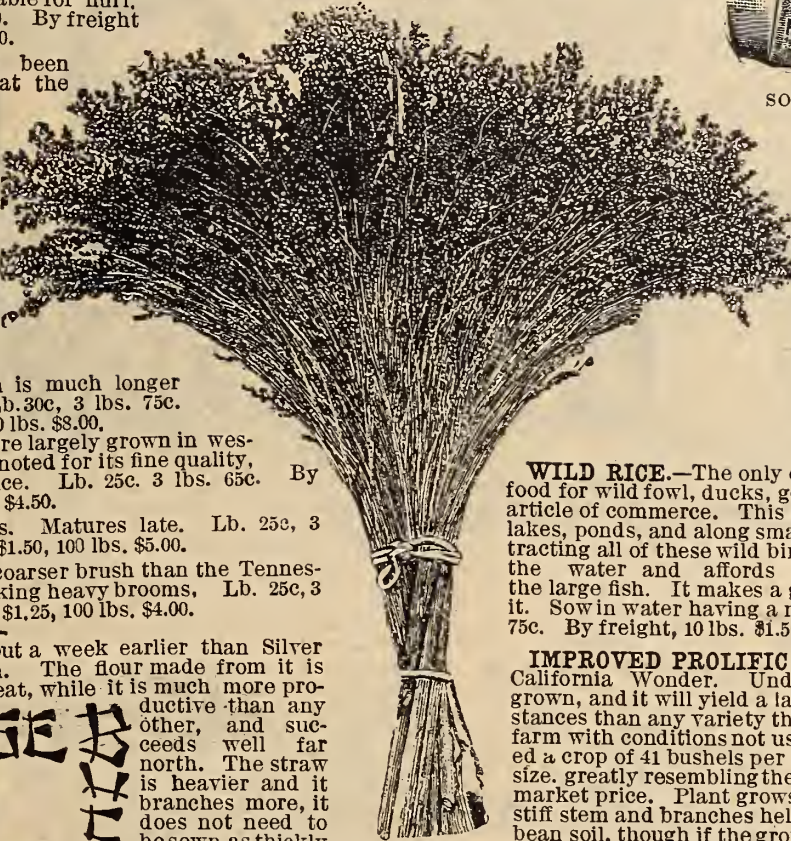 By freight
been
at the
SO
is much longer
lb. 30c, 3 lbs. 75c.
lbs. $8.00.
re largely grown in wes-
noted for its fine quality,
ce. Lb. 25c. 3 lbs. 65c. By
$4.50.
s. Matures late. Lb. 25c, 3
$1.50, 100 lbs. $5.00.
coarser brush than the Tennes-
king heavy brooms. Lb. 25c, 3
$1.25, 100 lbs. $4.00.
out a week earlier than Silver
The flour made from it is
eat, while it is much more pro-
ductive than any
other, and suc-
ceeds well far
north. The straw
is heavier and it
branches more, it
does not need to
be sown as thickly
WILD RICE.—The only
food for wild fowl, ducks, g
article of commerce. This
lakes, ponds, and along sma
tracting all of these wild bir
the water and affords
the large fish. It makes a g
it. Sow in water having a
75c. By freight, 10 lbs. $1.5
IMPROVED PROLIFIC
California Wonder. Und
grown, and it will yield a la
stances than any variety th
farm with conditions not us
ed a crop of 41 bushels per
size. greatly resembling the
market price. Plant grows
stiff stem and branches hel
bean soil, though if the gro